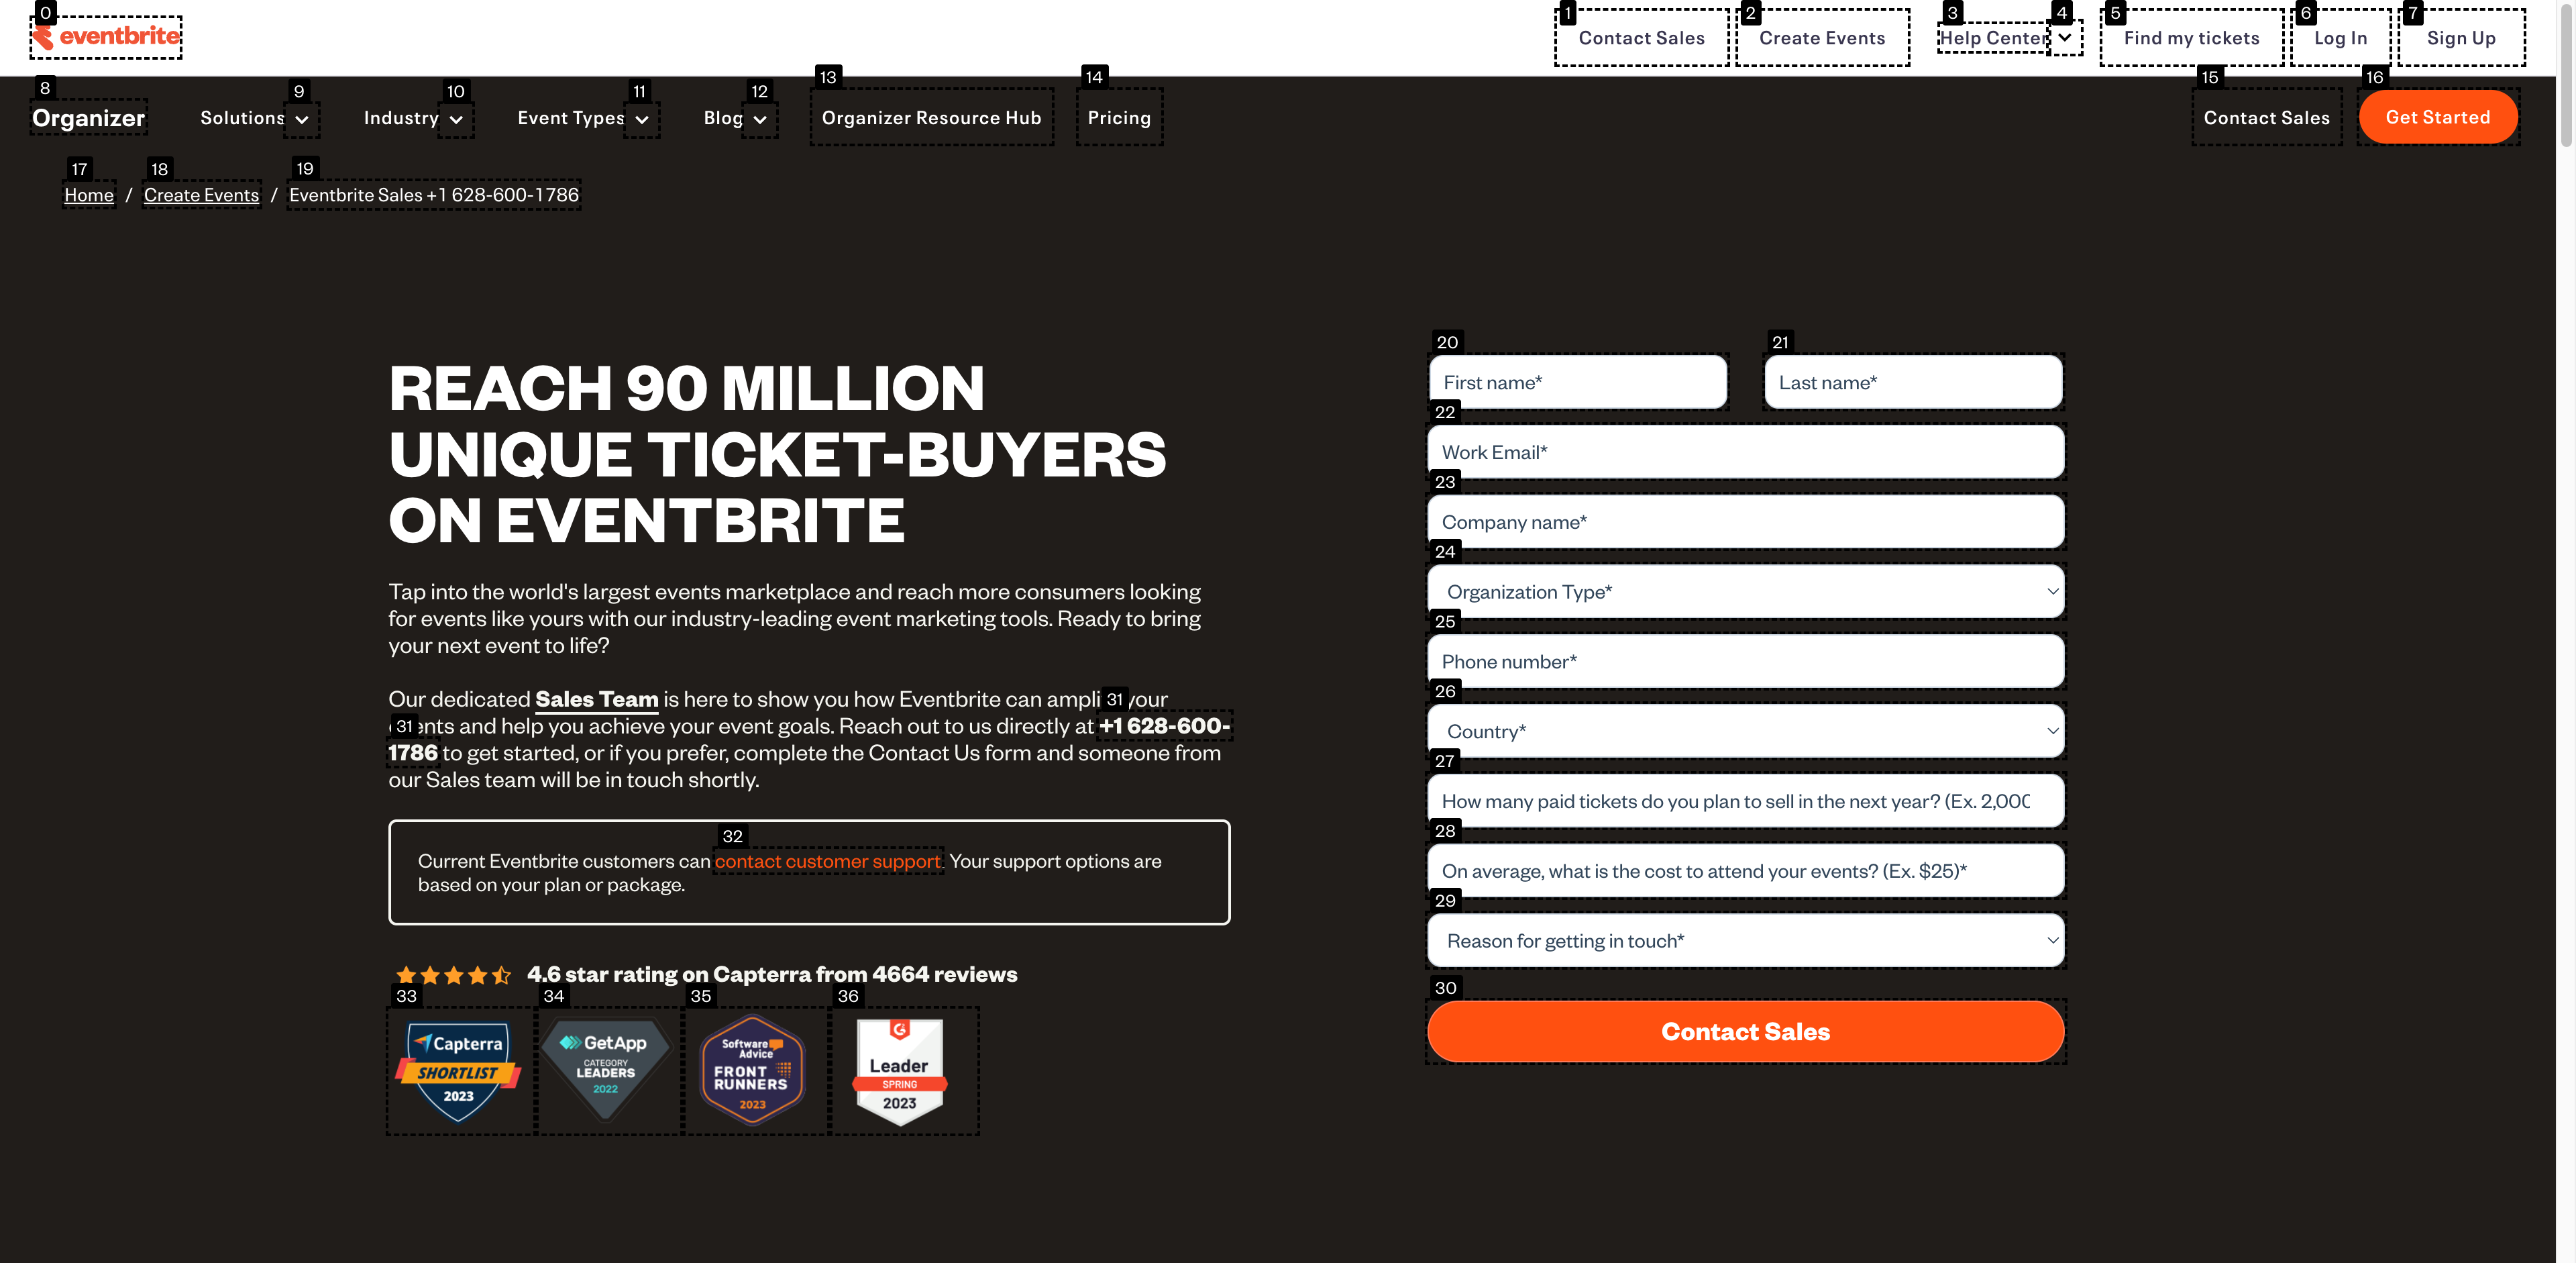 0
eventbrite
1
Contact Sales
2
Create Events
3
Help Center
4
5
Find my tickets
6
Log In
7
Sign Up
8
Organizer
Solutions
9
Industry
10
Event Types
11
Blog
12
13
Organizer Resource Hub
14
Pricing
15
Contact Sales
16
Get Started
17
Home /
18
Create Events /
19
Eventbrite Sales +1 628-600-1786
REACH 90 MILLION
UNIQUE TICKET-BUYERS
ON EVENTBRITE
Tap into the world's largest events marketplace and reach more consumers looking
for events like yours with our industry-leading event marketing tools. Ready to bring
your next event to life?
Our dedicated Sales Team is here to show you how Eventbrite can ampli 31 your
31 ents and help you achieve your event goals. Reach out to us directly at +1 628-600-
1786 to get started, or if you prefer, complete the Contact Us form and someone from
our Sales team will be in touch shortly.
32
Current Eventbrite customers can contact customer support. Your support options are
based on your plan or package.
4.6 star rating on Capterra from 4664 reviews
33
Capterra
SHORTLIST
2023
34
GetApp
CATEGORY
LEADERS
2022
35
Software
Advice
FRONT
RUNNERS
2023
36
G
Leader
SPRING
2023
20
First name*
21
Last name*
22
Work Email*
23
Company name*
24
Organization Type*
25
Phone number*
26
Country*
27
How many paid tickets do you plan to sell in the next year? (Ex. 2,000
28
On average, what is the cost to attend your events? (Ex. $25)*
29
Reason for getting in touch*
30
Contact Sales